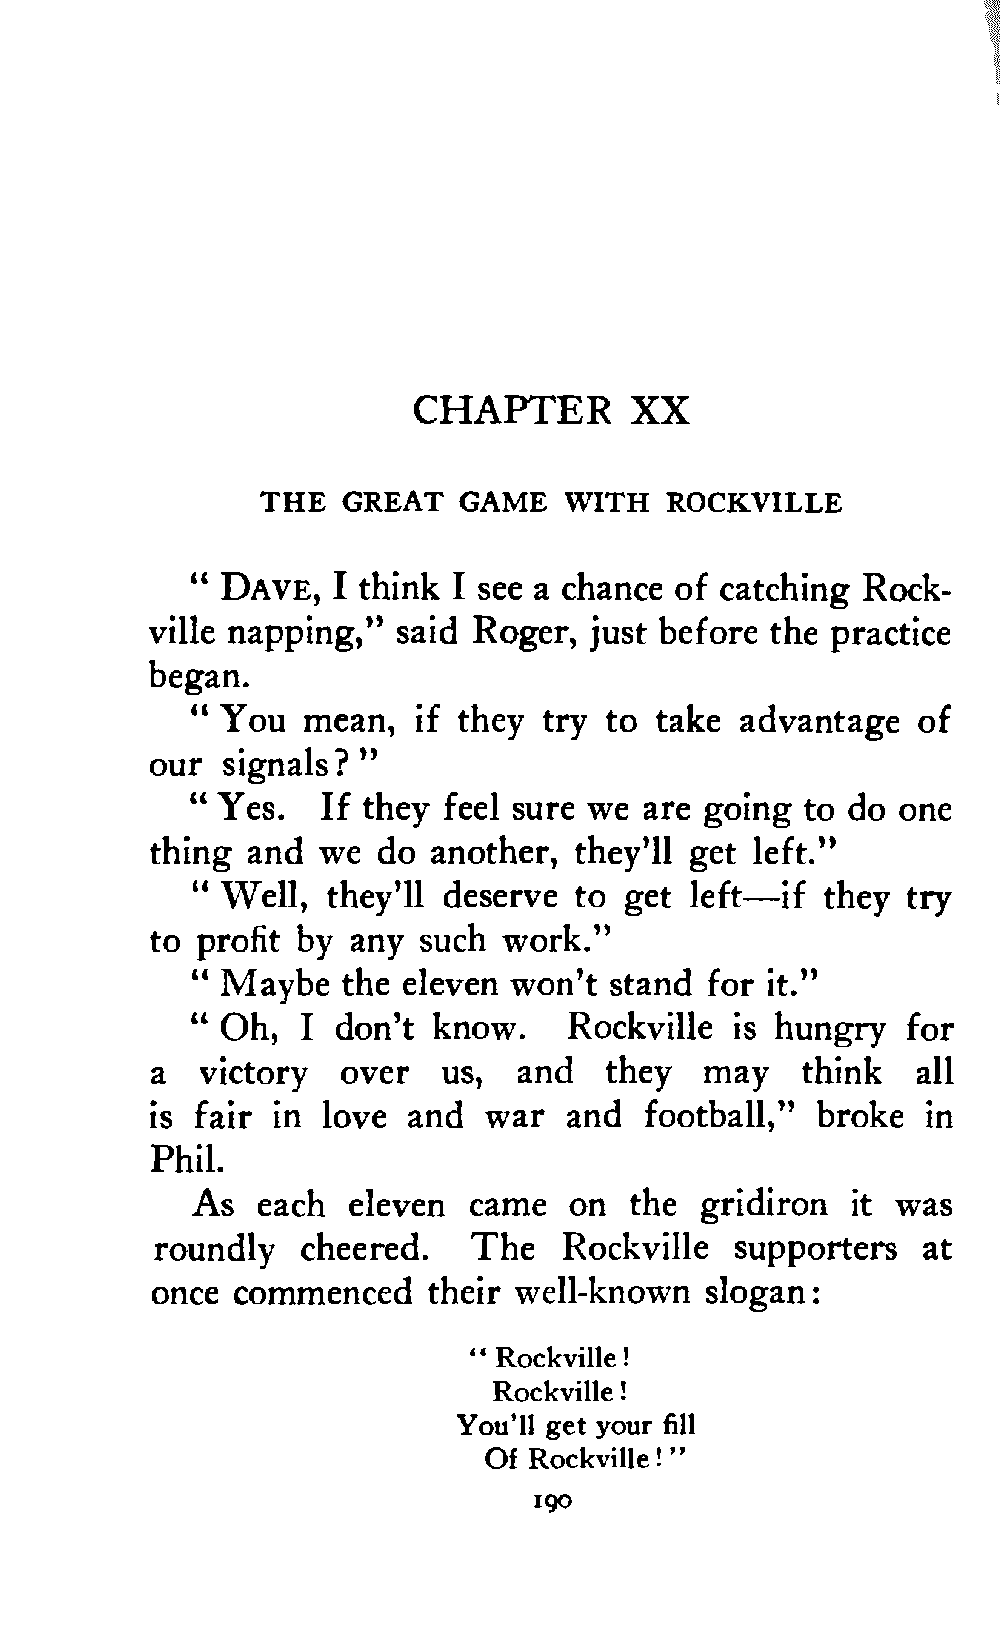 CHAPTER XX
THE GREAT GAME WITH ROCKVILLE
" DAVE, I think I see a chance of catching Rock-
ville napping," said Roger, just before the practice
began.
" You mean, if they try to take advantage of
our signals? "
" Yes. If they feel sure we are going to do one
thing and we do another, they'll get left."
" Well, they'll deserve to get left—if they try
to profit by any such work."
" Maybe the eleven won't stand for it."
" Oh, I don't know. Rockville is hungry for
a victory over us, and they may think all
is fair in love and war and football," broke in
Phil.
As each eleven came on the gridiron it was
roundly cheered. The Rockville supporters at
once commenced their well-known slogan:
" Rockville!
Rockville!
You'll get your fill
Of Rockville! "
190